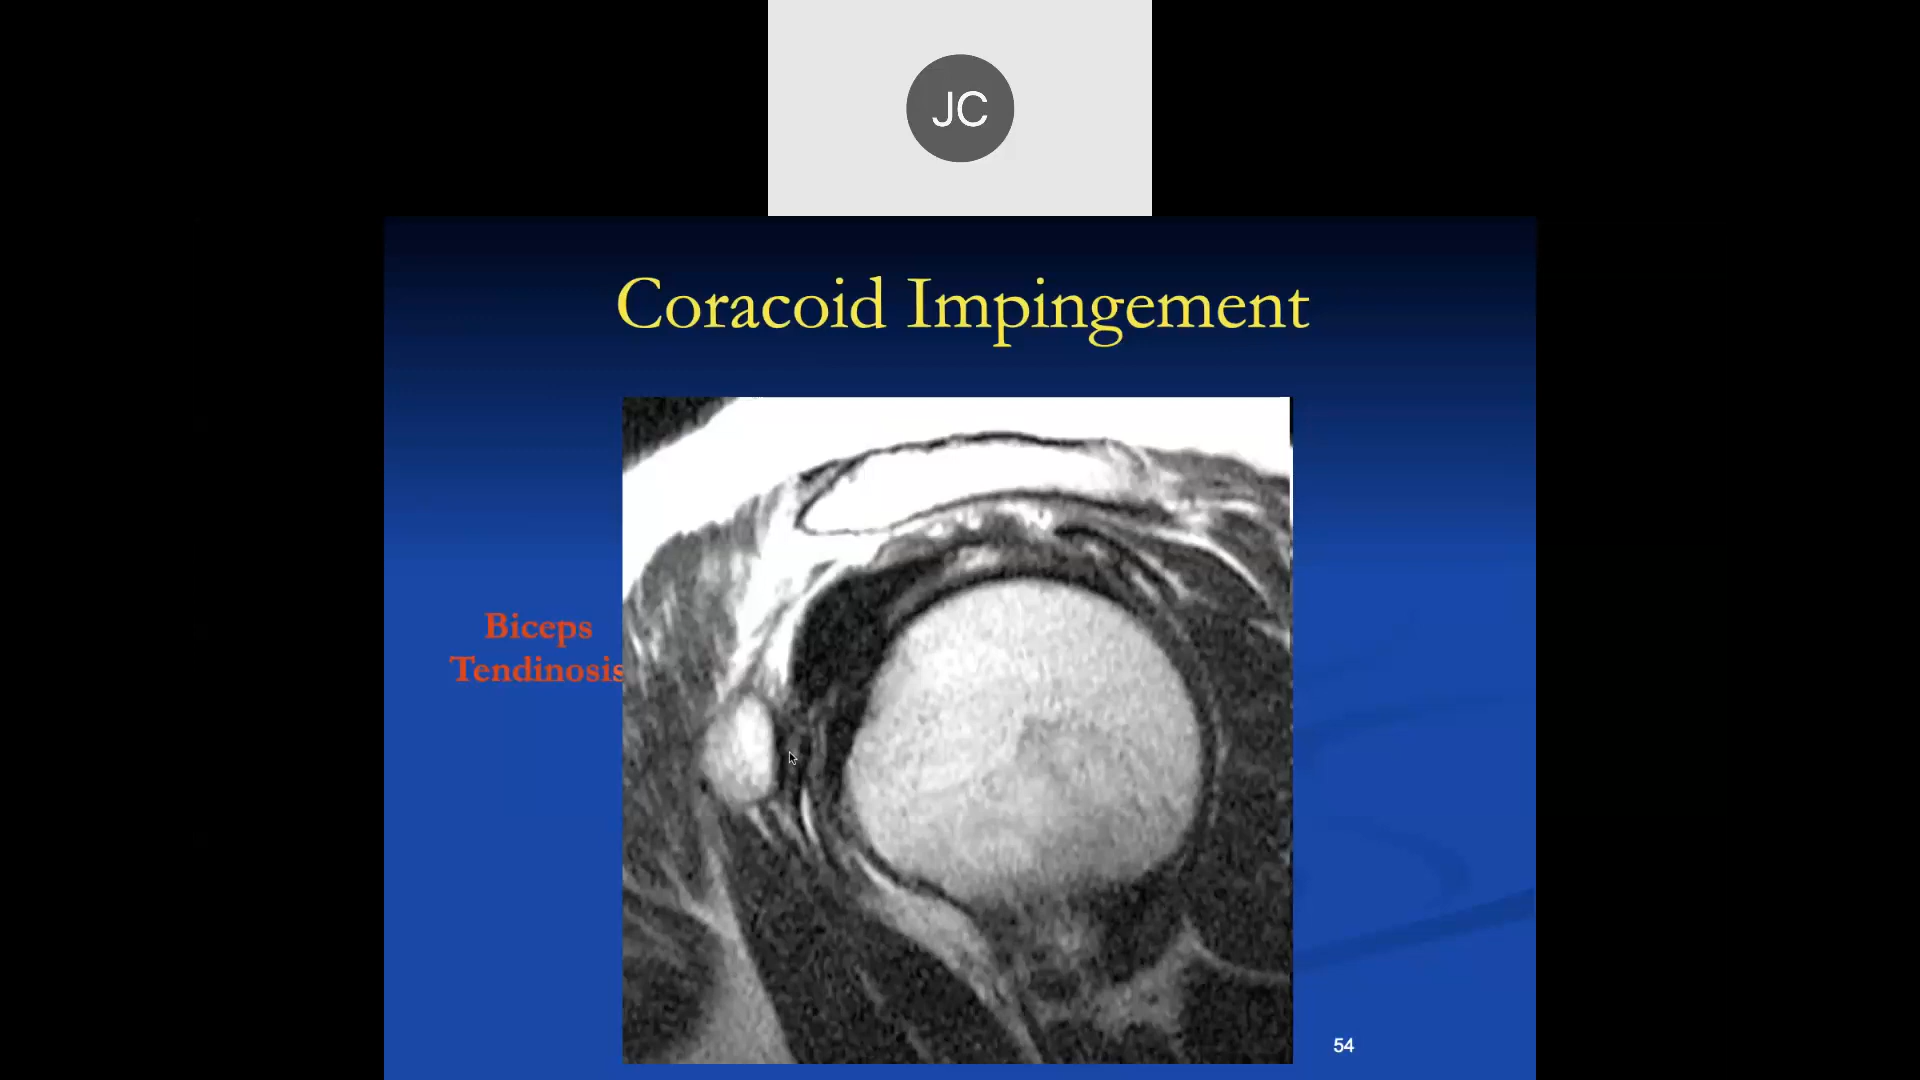 JC
Coracoid Impingement
Biceps
Tendinosis
54